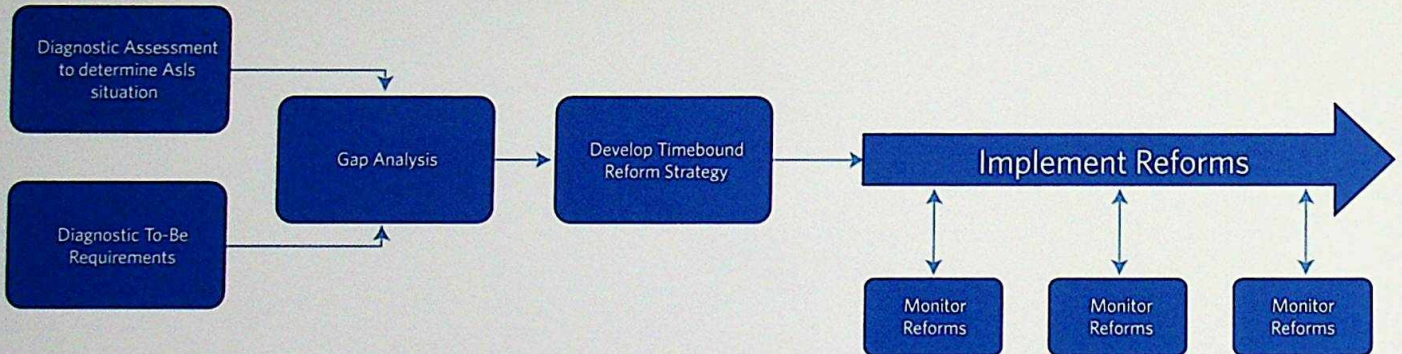 Diagnostic Assessment
to determine AsIs
situation
Diagnostic To-Be
Requirements
Gap Analysis
Develop Timebound
Reform Strategy
Implement Reforms
Monitor
Reforms
Monitor
Reforms
Monitor
Reforms